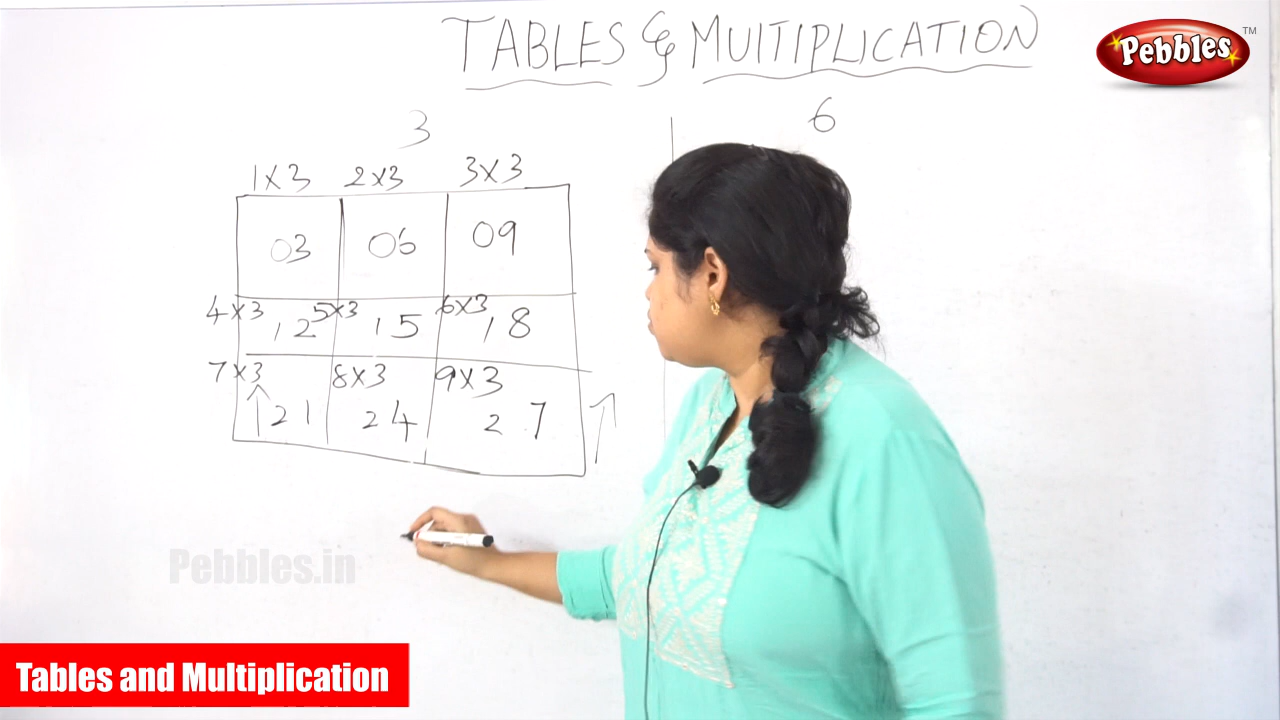 TABLES & MULTIPLICATION
Pebbles TM
3
6
1x3 2x3 3x3
03 06 09
4x3 5x3 6x3
12 15 18
7x3 8x3 9x3
21 24 27
Pebbles.in
Tables and Multiplication